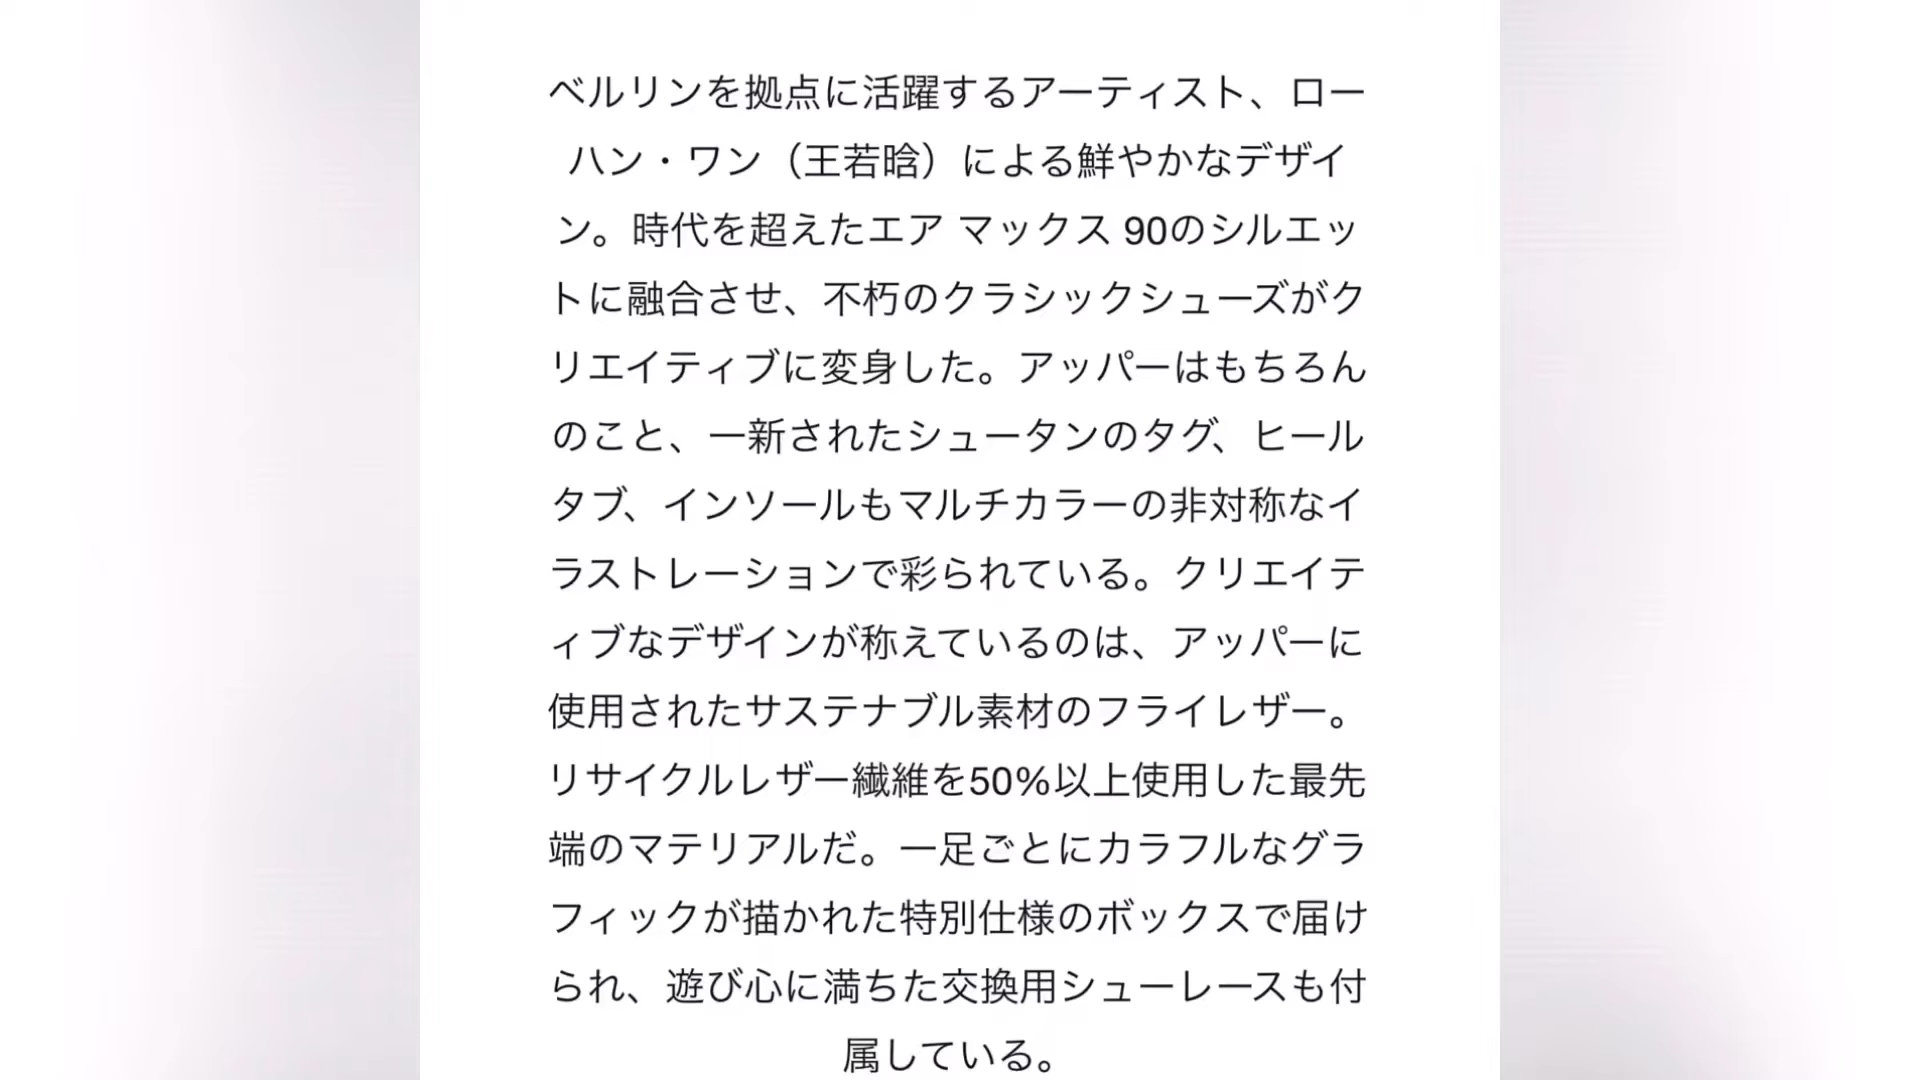 ベルリンを拠点に活躍するアーティスト、ロー
ハン・ワン（王若晗）による鮮やかなデザイ
ン。時代を超えたエア マックス 90のシルエッ
トに融合させ、不朽のクラシックシューズがク
リエイティブに変身した。アッパーはもちろん
のこと、一新されたシュータンのタグ、ヒール
タブ、インソールもマルチカラーの非対称なイ
ラストレーションで彩られている。クリエイテ
ィブなデザインが称えているのは、アッパーに
使用されたサステナブル素材のフライレザー。
リサイクルレザー繊維を50%以上使用した最先
端のマテリアルだ。一足ごとにカラフルなグラ
フィックが描かれた特別仕様のボックスで届け
られ、遊び心に満ちた交換用シューレースも付
属している。